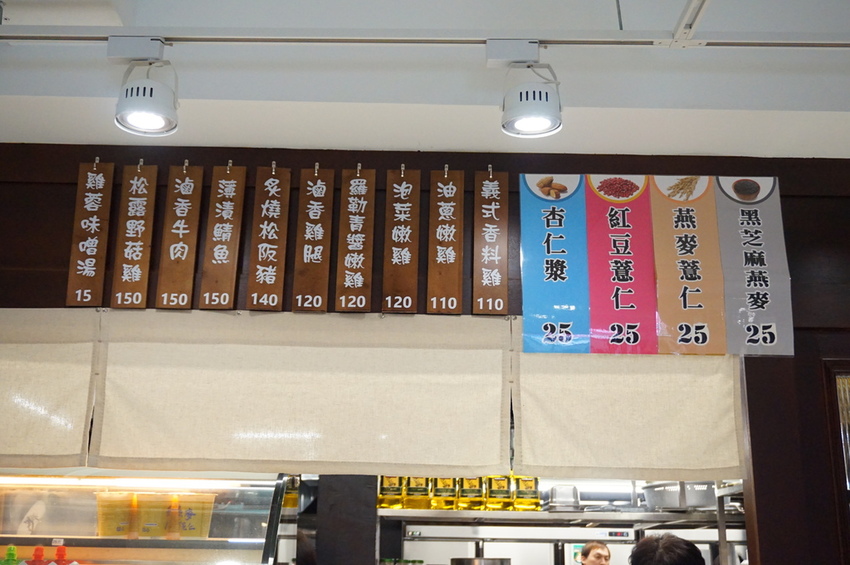 雞蓉味噌湯 15
松露野菇雞 150
滷香牛肉 150
薄漬鯖魚 150
炙燒松阪豬 140
滷香雞腿 120
羅勒青醬嫩雞 120
泡菜嫩雞 120
油蔥嫩雞 110
義式香料雞 110
杏仁漿 25
紅豆薏仁 25
燕麥薏仁 25
黑芝麻燕麥 25